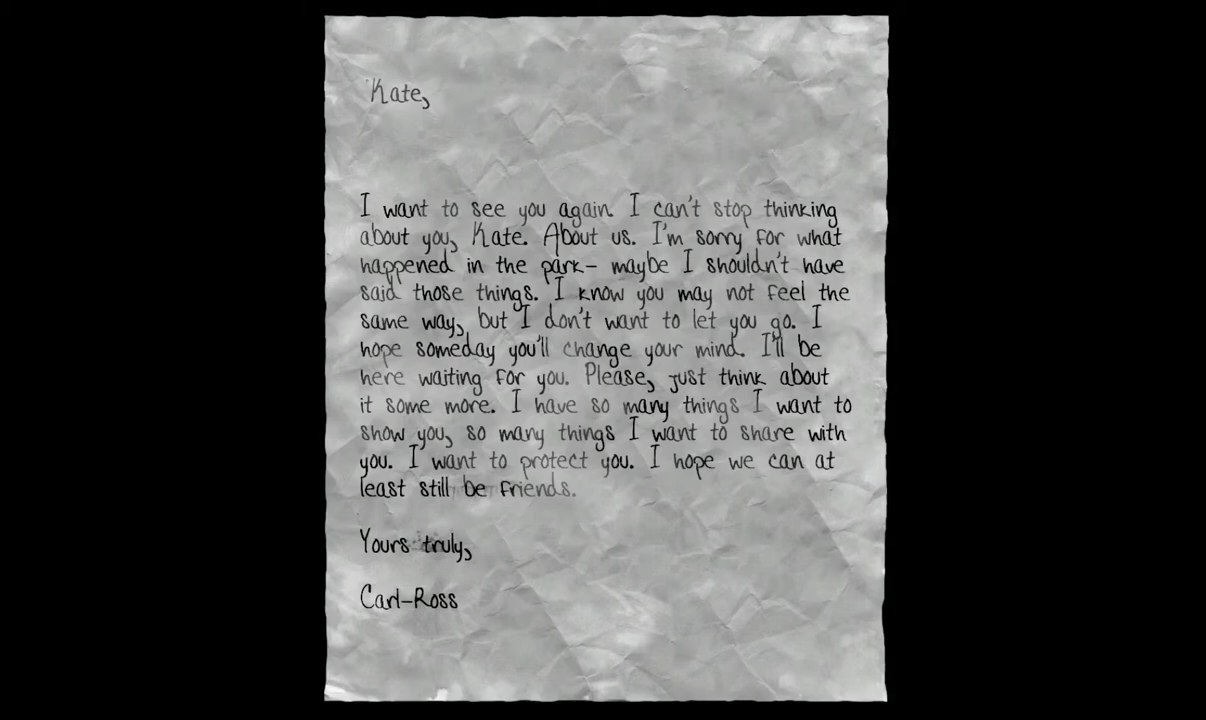 Kate,
I want to see you again. I can't stop thinking
about you, Kate. About us. I'm sorry for what
happened in the park- maybe I shouldn't have
said those things. I know you may not feel the
same way, but I don't want to let you go. I
hope someday you'll change your mind. I'll be
here waiting for you. Please, just think about
it some more. I have so many things I want to
show you, so many things I want to share with
you. I want to protect you. I hope we can at
least still be friends.
Yours truly,
Carl-Ross